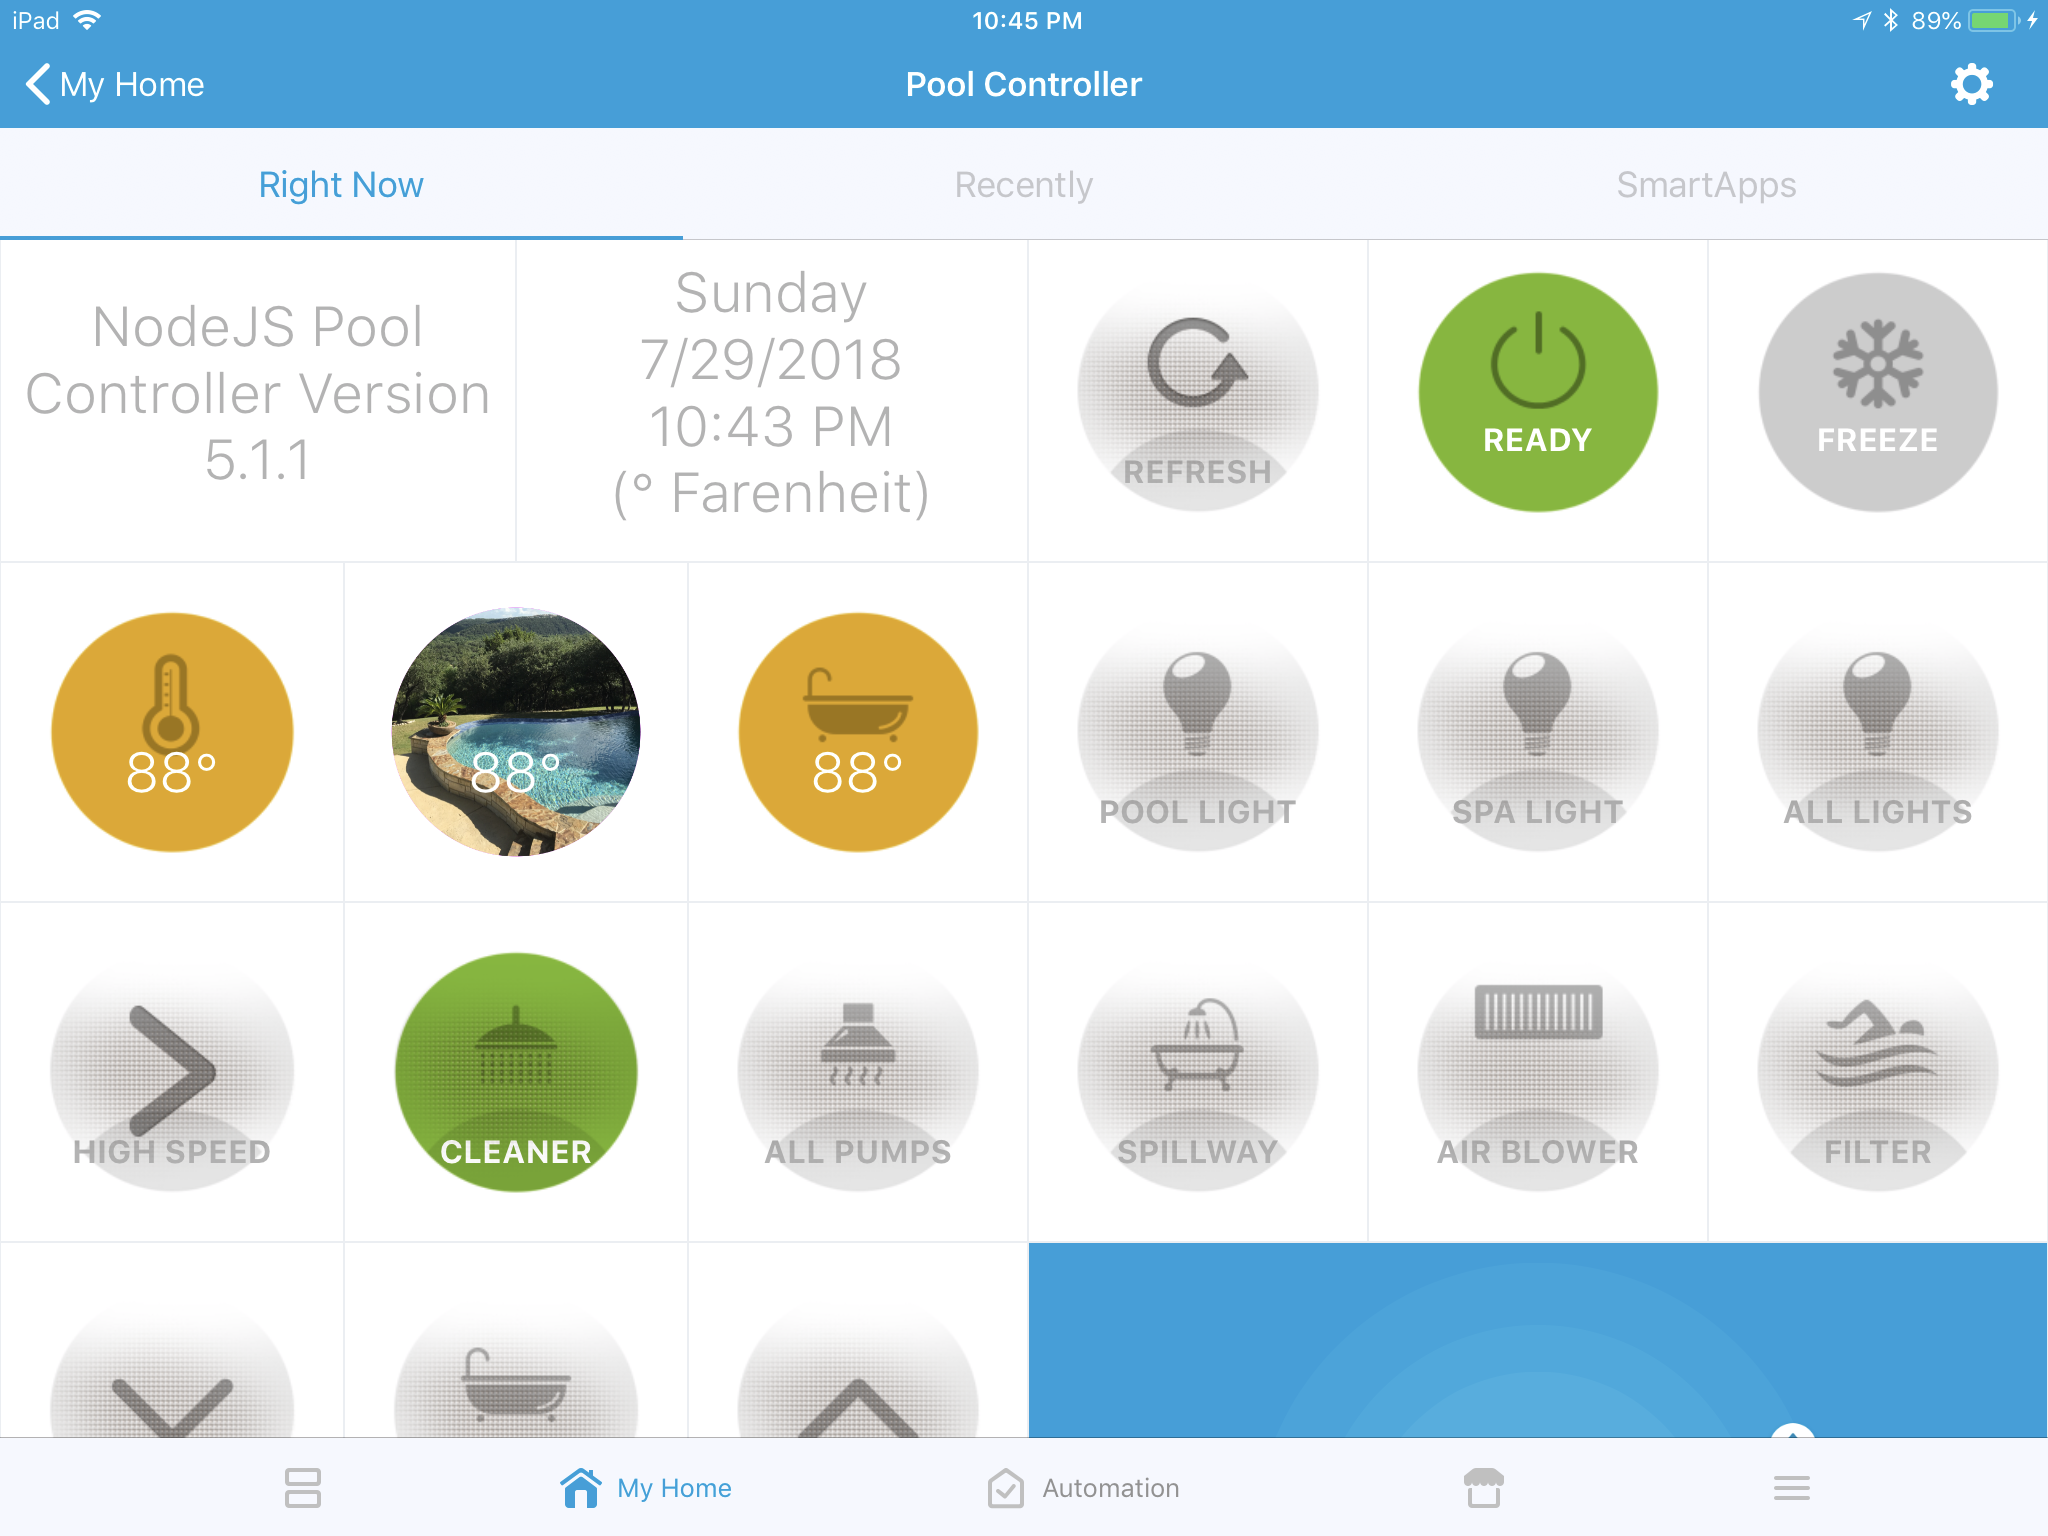 iPad
10:45 PM
89%
My Home
Pool Controller
Right Now
Recently
SmartApps
NodeJS Pool
Controller Version
5.1.1
Sunday
7/29/2018
10:43 PM
(° Farenheit)
REFRESH
READY
FREEZE
88°
88°
88°
POOL LIGHT
SPA LIGHT
ALL LIGHTS
HIGH SPEED
CLEANER
ALL PUMPS
SPILLWAY
AIR BLOWER
FILTER
My Home
Automation